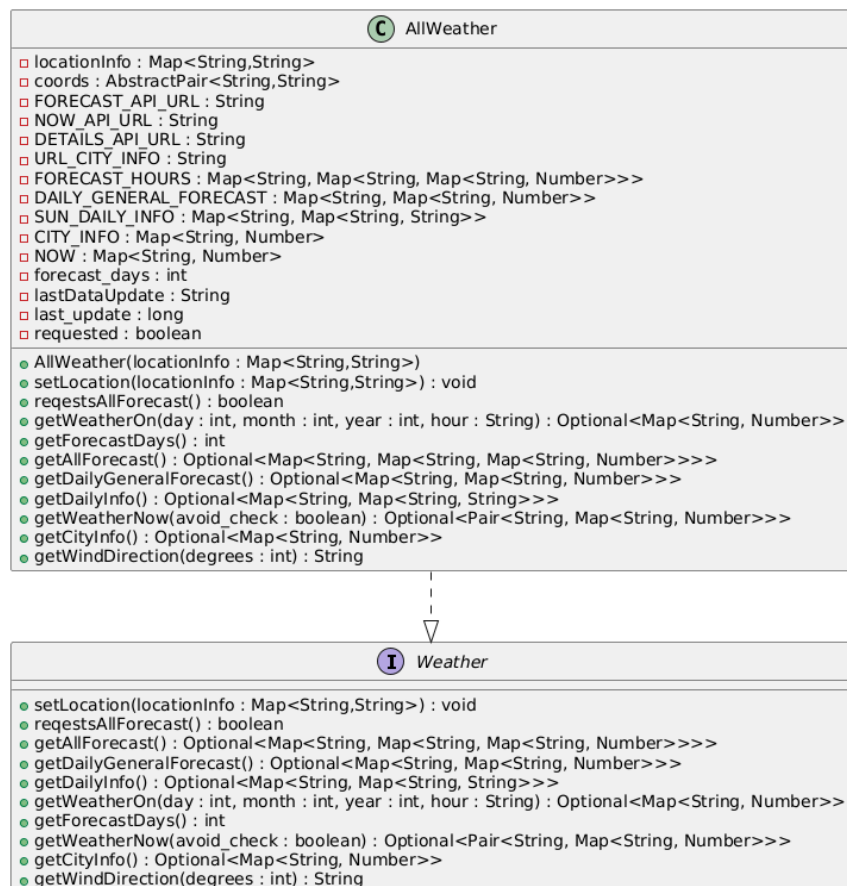 C AllWeather
locationInfo : Map<String,String>
coords : AbstractPair<String,String>
FORECAST_API_URL : String
NOW_API_URL : String
DETAILS_API_URL : String
URL_CITY_INFO : String
FORECAST_HOURS : Map<String, Map<String, Map<String, Number>>>
DAILY_GENERAL_FORECAST : Map<String, Map<String, Number>>
SUN_DAILY_INFO : Map<String, Map<String, String>>
CITY_INFO : Map<String, Number>
NOW : Map<String, Number>
forecast_days : int
lastDataUpdate : String
last_update : long
requested : boolean
AllWeather(locationInfo : Map<String,String>)
setLocation(locationInfo : Map<String,String>) : void
reqestsAllForecast() : boolean
getWeatherOn(day : int, month : int, year : int, hour : String) : Optional<Map<String, Number>>
getForecastDays() : int
getAllForecast() : Optional<Map<String, Map<String, Map<String, Number>>>>
getDailyGeneralForecast() : Optional<Map<String, Map<String, Number>>>
getDailyInfo() : Optional<Map<String, Map<String, String>>>
getWeatherNow(avoid_check : boolean) : Optional<Pair<String, Map<String, Number>>>
getCityInfo() : Optional<Map<String, Number>>
getWindDirection(degrees : int) : String
I Weather
setLocation(locationInfo : Map<String,String>) : void
reqestsAllForecast() : boolean
getAllForecast() : Optional<Map<String, Map<String, Map<String, Number>>>>
getDailyGeneralForecast() : Optional<Map<String, Map<String, Number>>>
getDailyInfo() : Optional<Map<String, Map<String, String>>>
getWeatherOn(day : int, month : int, year : int, hour : String) : Optional<Map<String, Number>>
getForecastDays() : int
getWeatherNow(avoid_check : boolean) : Optional<Pair<String, Map<String, Number>>>
getCityInfo() : Optional<Map<String, Number>>
getWindDirection(degrees : int) : String